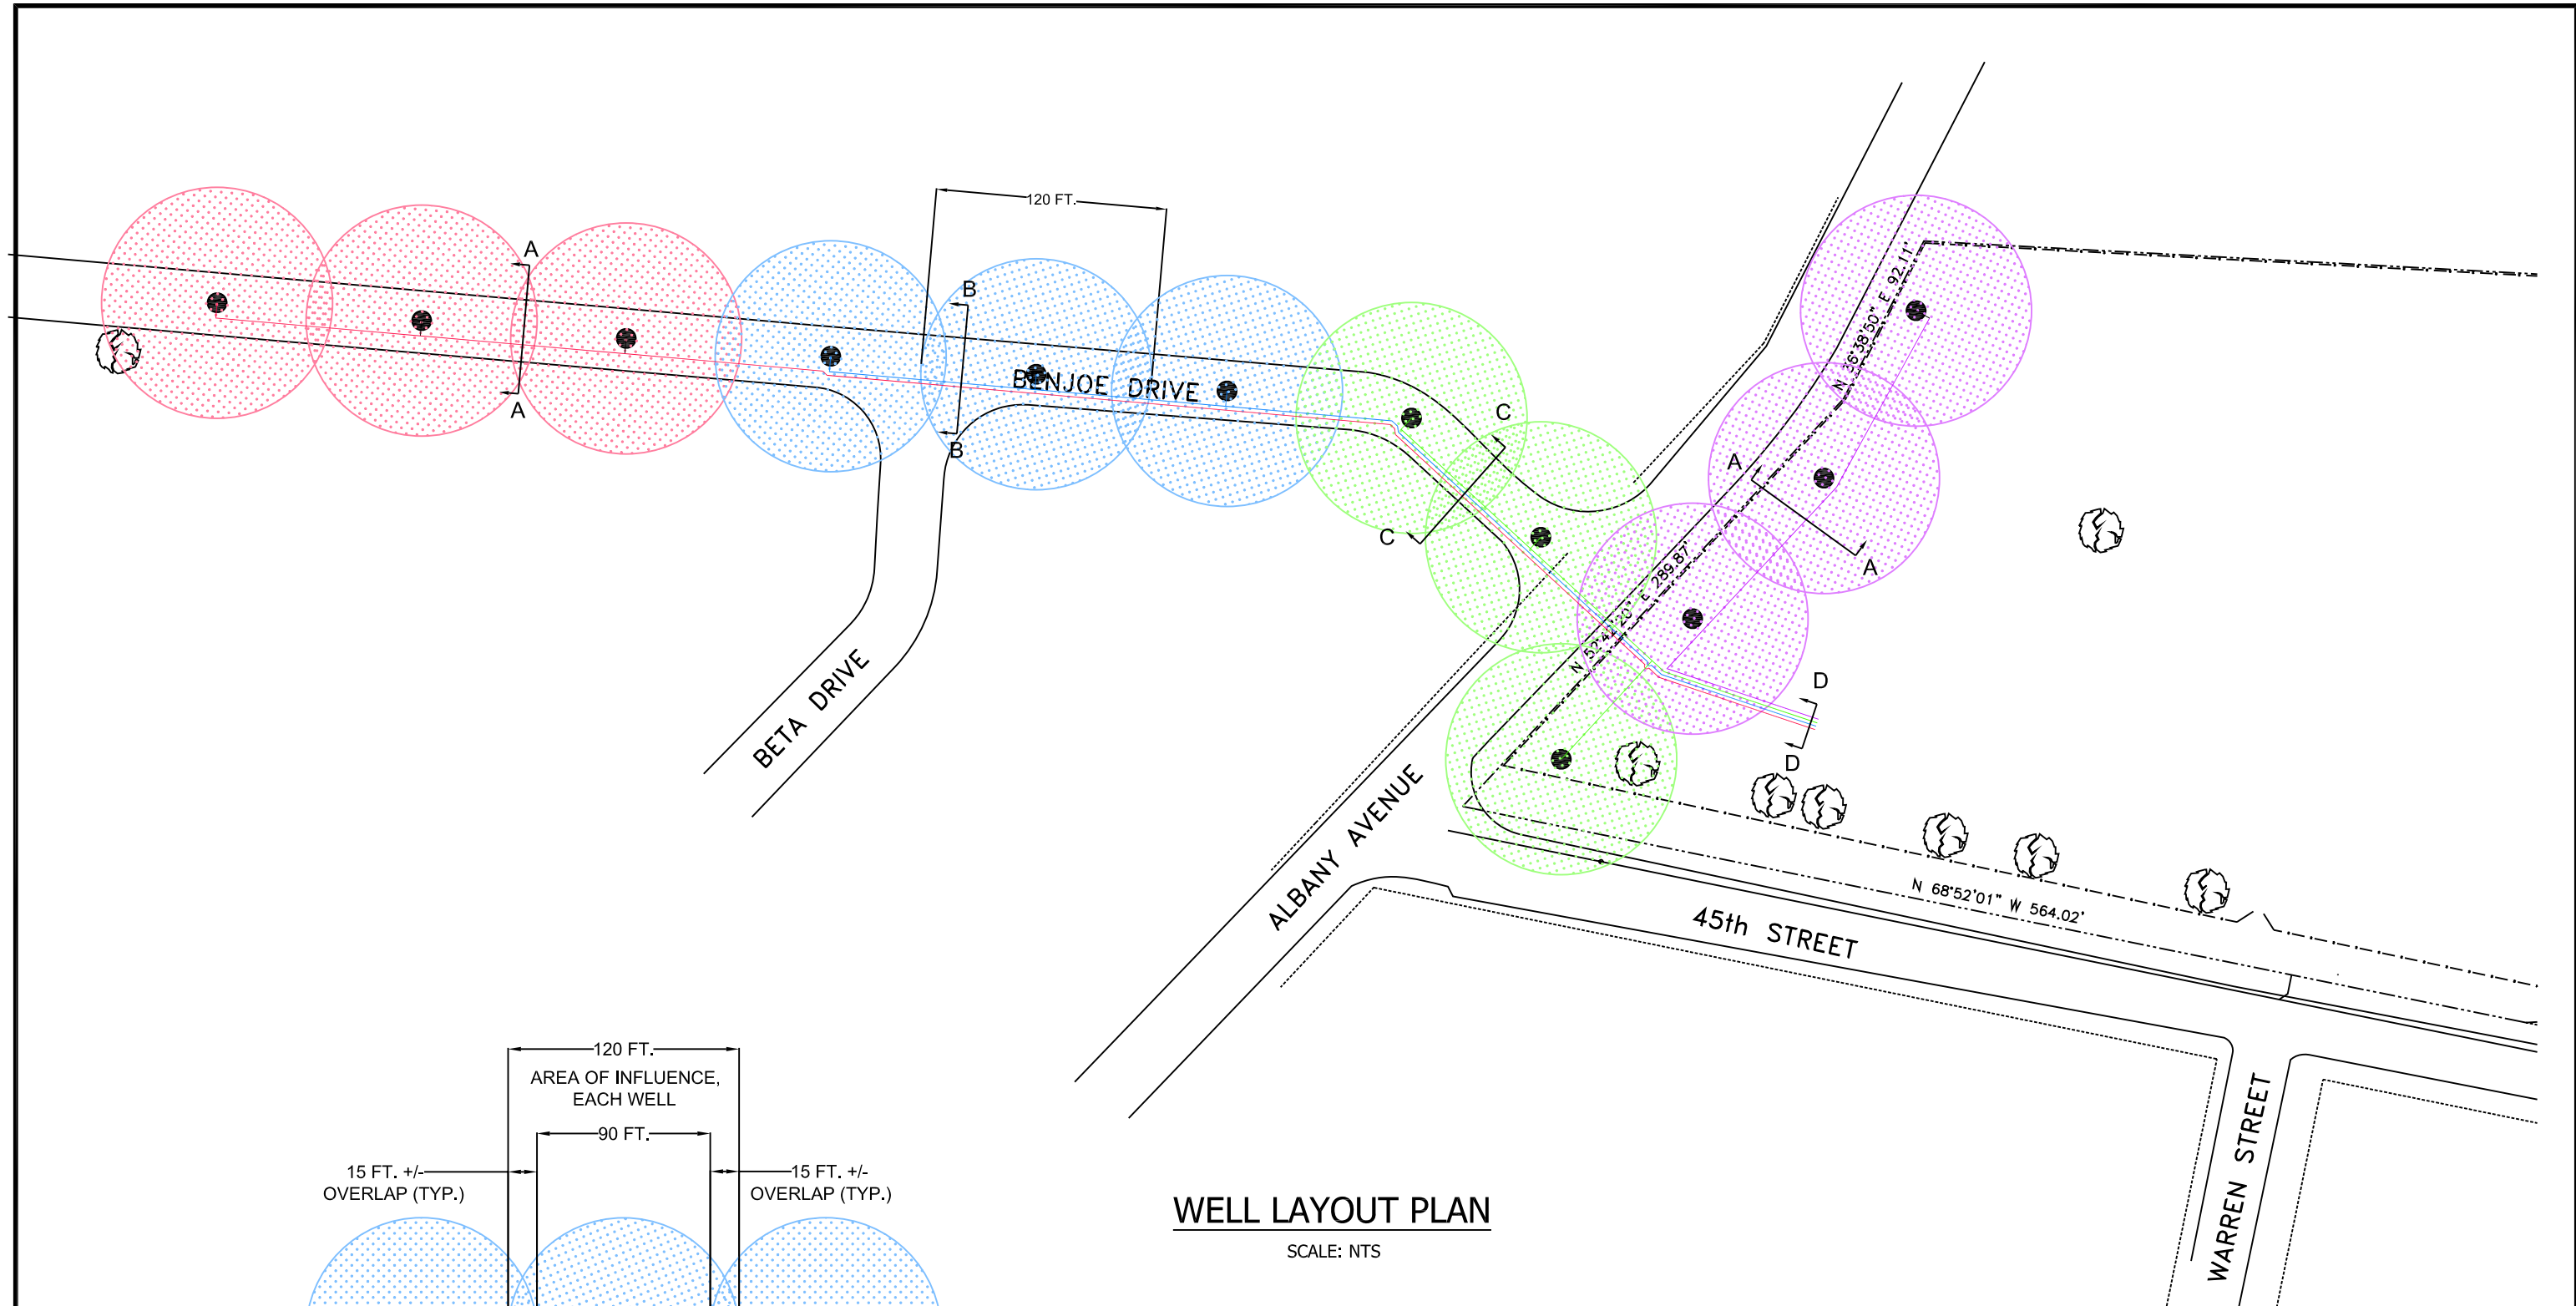 120 FT.
A
A
B
B
BENJOE DRIVE
C
C
N 36°38'50" E 92.11'
A
A
N 52°42'20" E 289.87'
D
D
BETA DRIVE
ALBANY AVENUE
N 68°52'01" W 564.02'
45th STREET
WARREN STREET
120 FT.
AREA OF INFLUENCE,
EACH WELL
90 FT.
15 FT. +/-
OVERLAP (TYP.)
15 FT. +/-
OVERLAP (TYP.)
WELL LAYOUT PLAN
SCALE: NTS